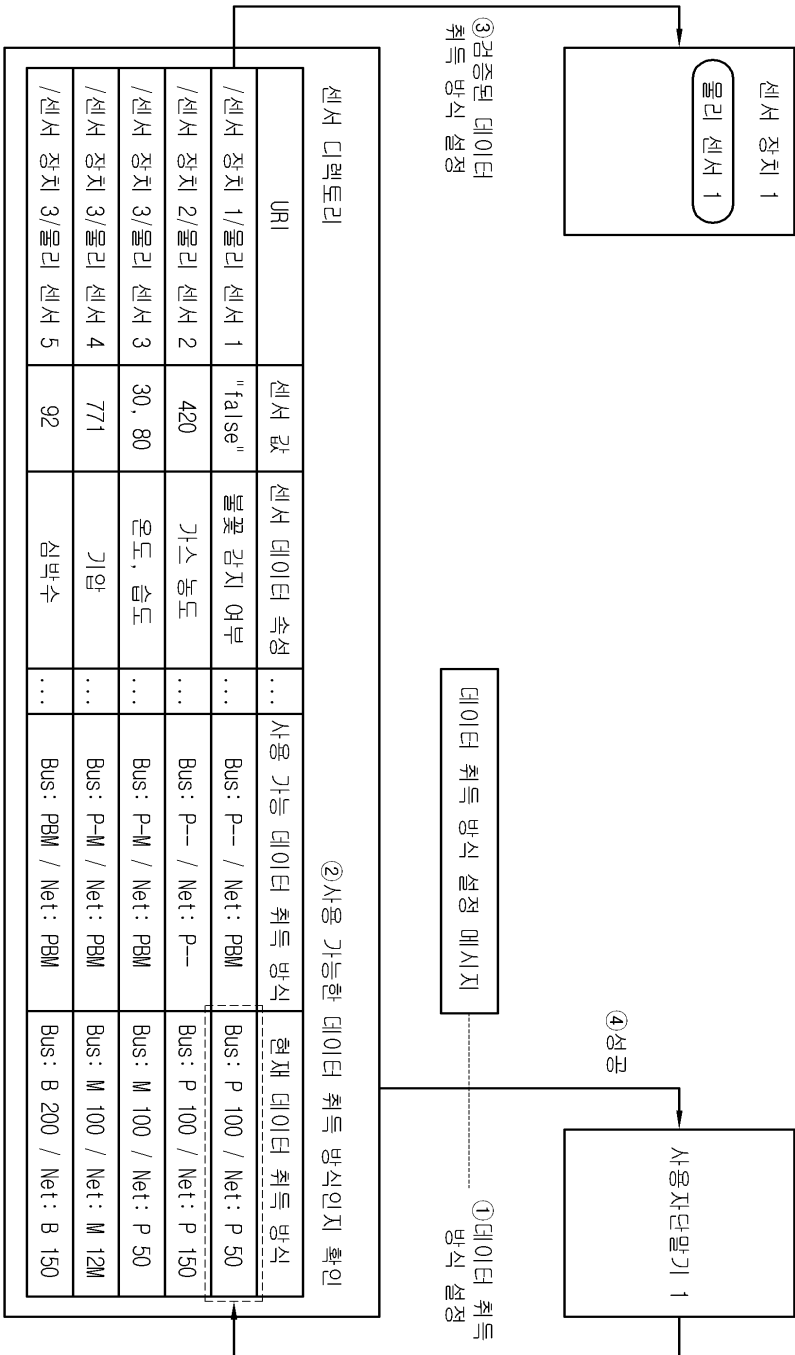 센서 장치 1
물리 센서 1
사용자단말기 1
③검증된 데이터
취득 방식 설정
④성공
데이터 취득 방식 설정 메시지
①데이터 취득
방식 설정
센서 디렉토리
②사용 가능한 데이터 취득 방식인지 확인
URI 센서 값 센서 데이터 속성 ... 사용 가능 데이터 취득 방식 현재 데이터 취득 방식
/센서 장치 1/물리 센서 1 "false" 불꽃 감지 여부 ... Bus: P-- / Net: PBM Bus: P 100 / Net: P 50
/센서 장치 2/물리 센서 2 420 가스 농도 ... Bus: P-- / Net: P-- Bus: P 100 / Net: P 150
/센서 장치 3/물리 센서 3 30, 80 온도, 습도 ... Bus: P-M / Net: PBM Bus: M 100 / Net: P 50
/센서 장치 3/물리 센서 4 771 기압 ... Bus: P-M / Net: PBM Bus: M 100 / Net: M 12M
/센서 장치 3/물리 센서 5 92 심박수 ... Bus: PBM / Net: PBM Bus: B 200 / Net: B 150